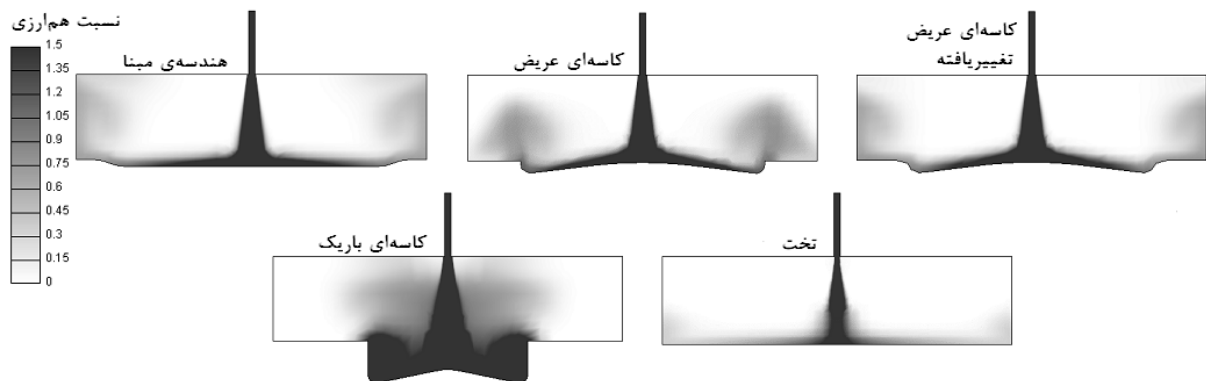 نسبت هم‌ارزی
1.5
1.35
1.2
1.05
0.9
0.75
0.6
0.45
0.3
0.15
0
هندسه‌ی مبنا
کاسه‌ای عریض
کاسه‌ای عریض
تغییریافته
کاسه‌ای باریک
تخت